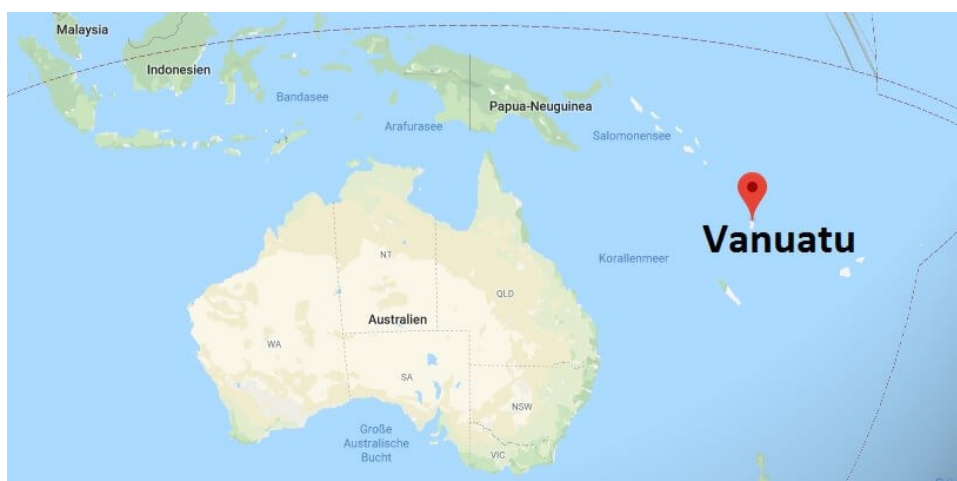 Malaysia
Indonesien
Bandasee
Papua-Neuguinea
Arafurasee
Salomonensee
Vanuatu
Korallenmeer
NT
QLD
Australien
WA
SA
NSW
Große
Australische
Bucht
VIC